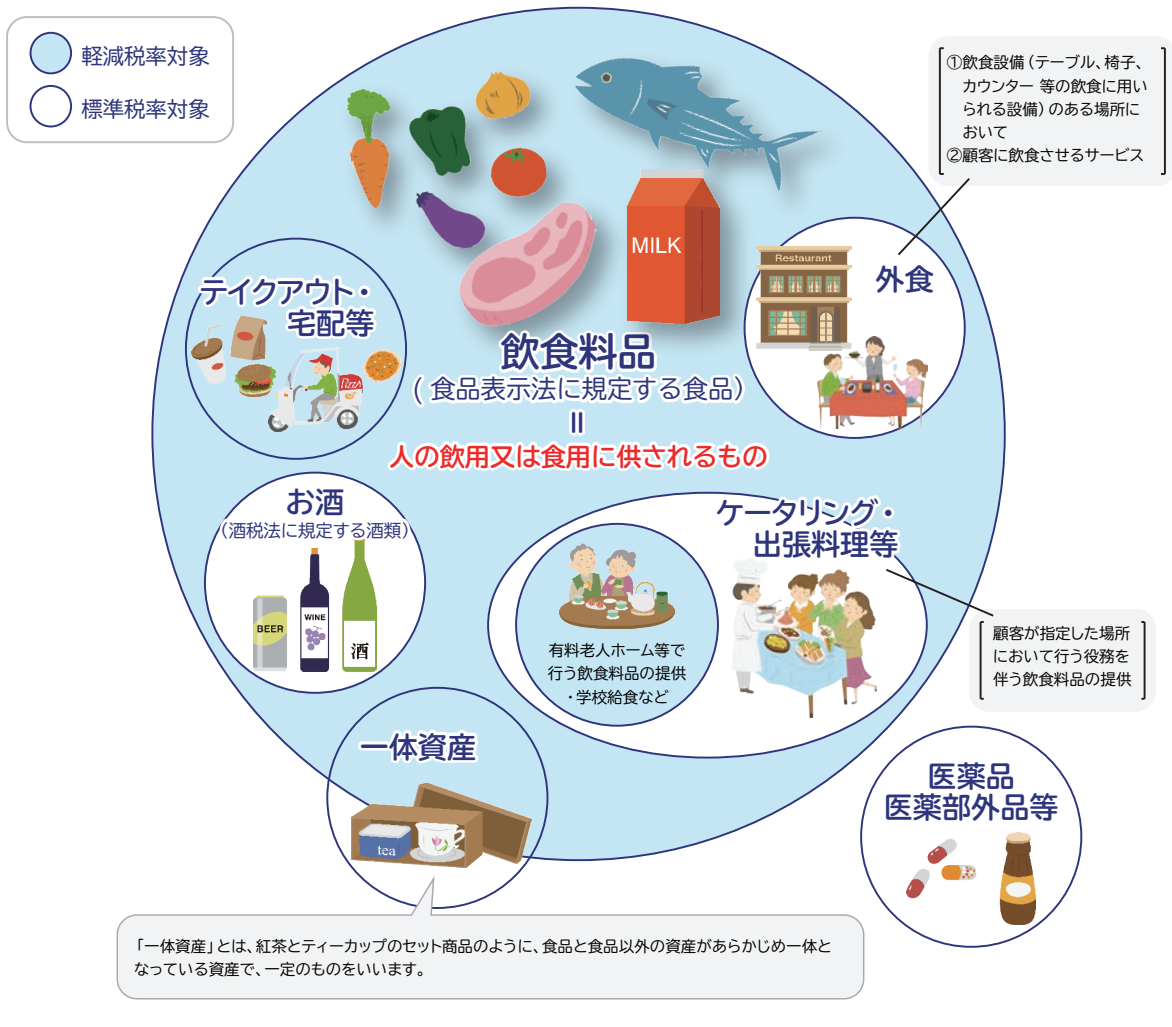 軽減税率対象
標準税率対象
①飲食設備（テーブル、椅子、
カウンター 等の飲食に用い
られる設備）のある場所に
おいて
②顧客に飲食させるサービス
MILK
Restaurant
外食
テイクアウト・
宅配等
PIZZA
飲食料品
( 食品表示法に規定する食品）
＝
人の飲用又は食用に供されるもの
お酒
（酒税法に規定する酒類）
BEER
WINE
酒
ケータリング・
出張料理等
有料老人ホーム等で
行う飲食料品の提供
・学校給食など
顧客が指定した場所
において行う役務を
伴う飲食料品の提供
一体資産
tea
医薬品
医薬部外品等
「一体資産」とは、紅茶とティーカップのセット商品のように、食品と食品以外の資産があらかじめ一体と
なっている資産で、一定のものをいいます。